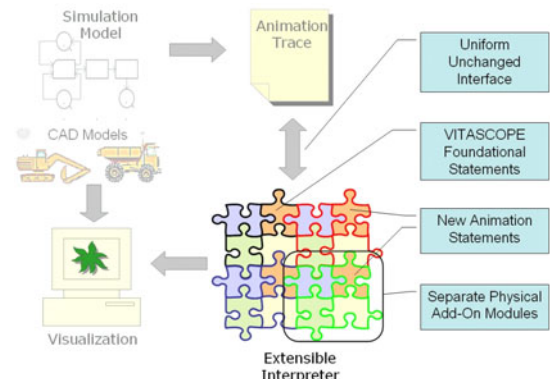 Simulation
Model
Animation
Trace
CAD Models
Visualization
Extensible
Interpreter
Uniform
Unchanged
Interface
VITASCOPE
Foundational
Statements
New Animation
Statements
Separate Physical
Add-On Modules